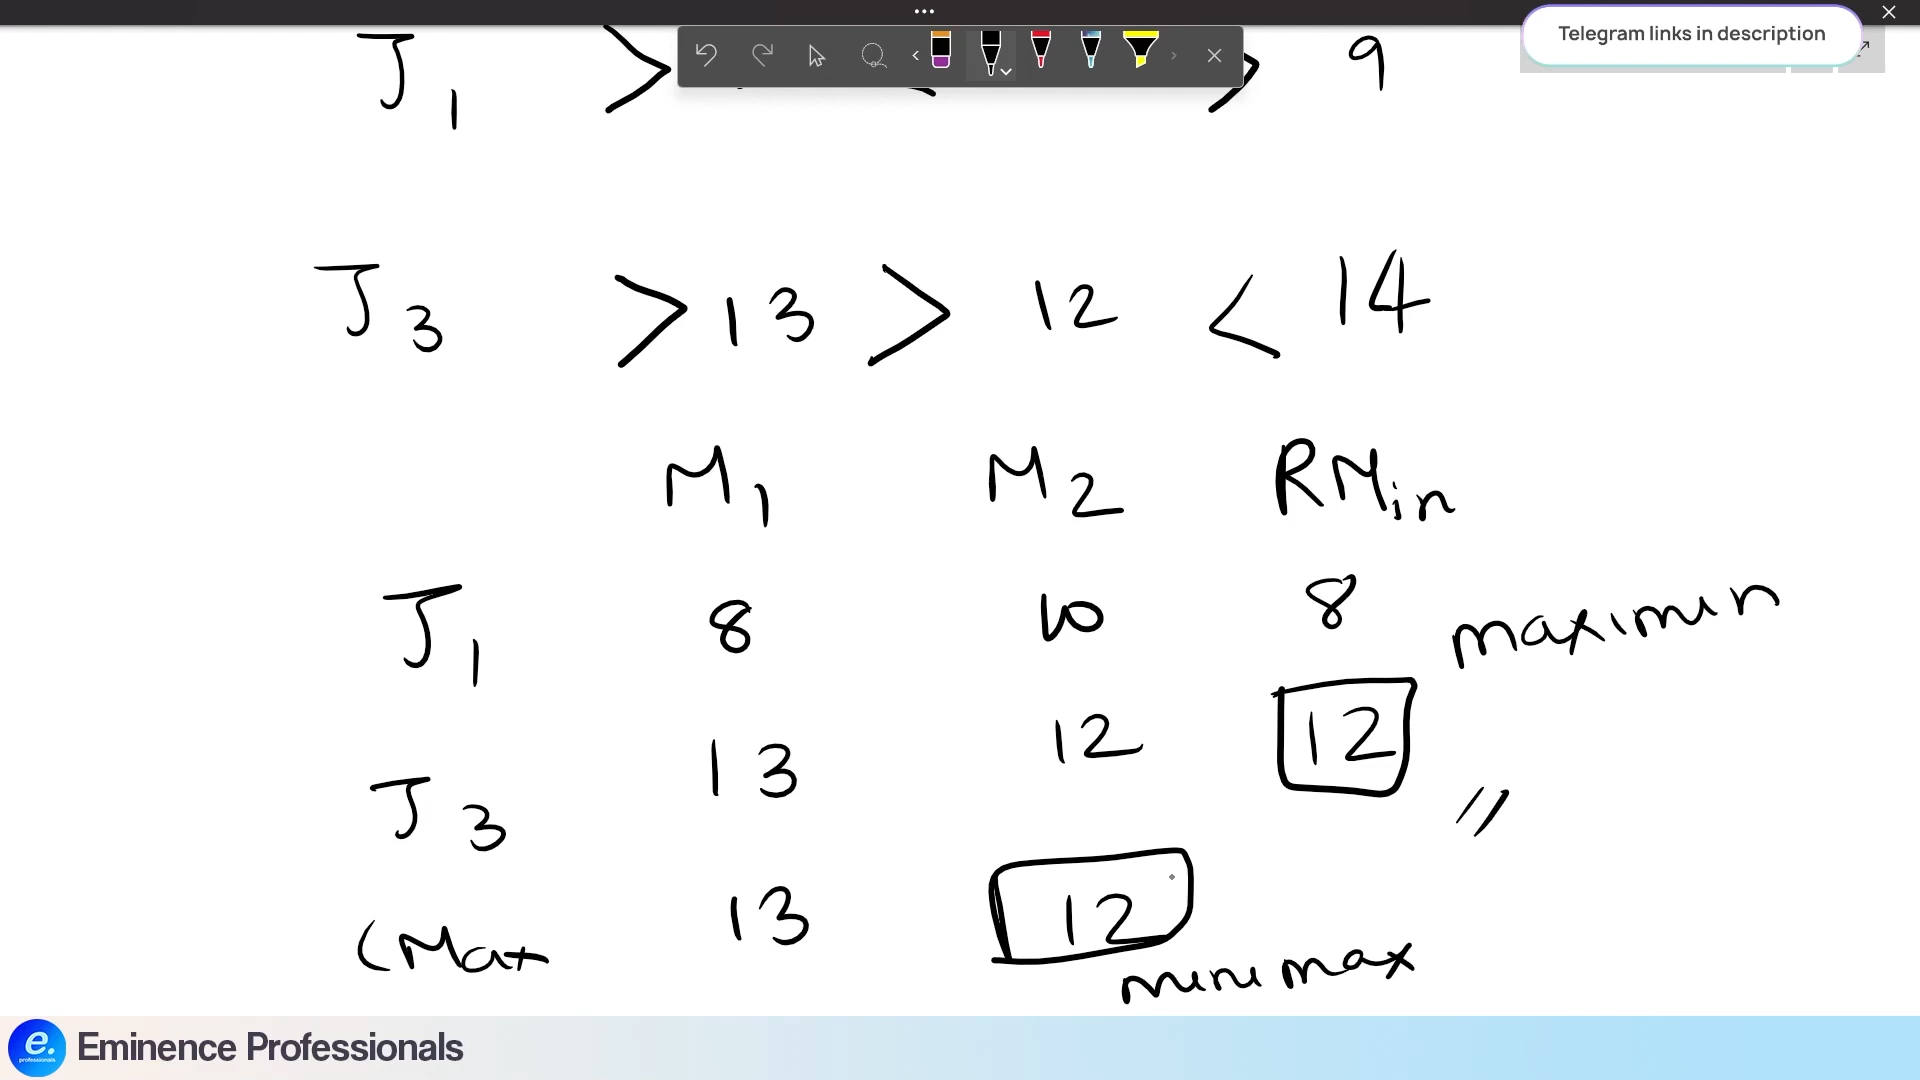 Telegram links in description
J1 > > 9
J3 > 13 > 12 < 14
M1 M2 RMin
J1 8 10 8 maximin
J3 13 12 12
CMax 13 12
minimax
e.
professionals
Eminence Professionals